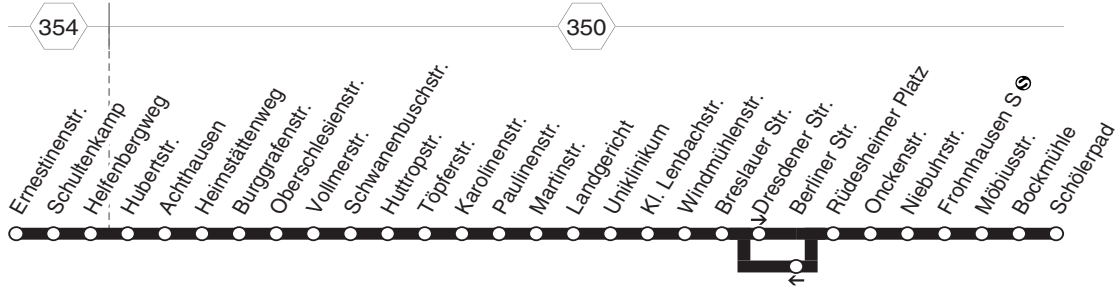 354
350
Ernestinenstr.
Schultenkamp
Helfenbergweg
Hubertstr.
Achthausen
Heimstättenweg
Burggrafenstr.
Oberschlesienstr.
Vollmerstr.
Schwanenbuschstr.
Huttropstr.
Töpferstr.
Karolinenstr.
Paulinenstr.
Martinstr.
Landgericht
Uniklinikum
Kl. Lenbachstr.
Windmühlenstr.
Breslauer Str.
Dresdener Str.
Berliner Str.
Rüdesheimer Platz
Onckenstr.
Niebuhrstr.
Frohnhausen S S
Möbiusstr.
Bockmühle
Schölerpad